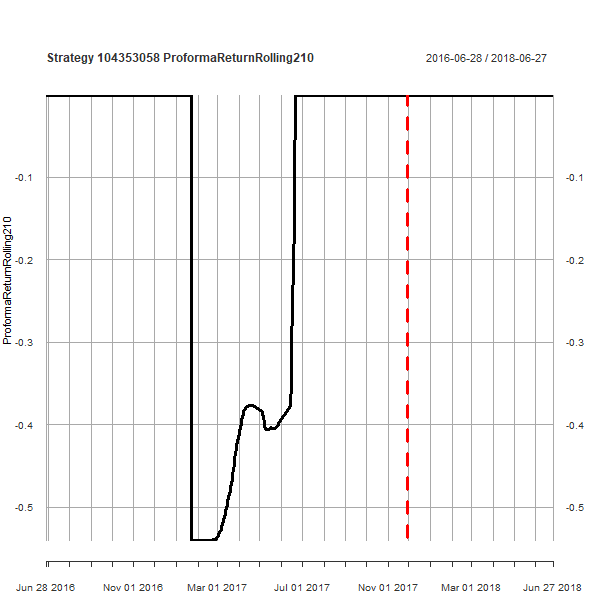 Strategy 104353058 ProformaReturnRolling210
2016-06-28 / 2018-06-27
ProformaReturnRolling210
-0.1
-0.2
-0.3
-0.4
-0.5
-0.1
-0.2
-0.3
-0.4
-0.5
Jun 28 2016
Nov 01 2016
Mar 01 2017
Jul 01 2017
Nov 01 2017
Mar 01 2018
Jun 27 2018